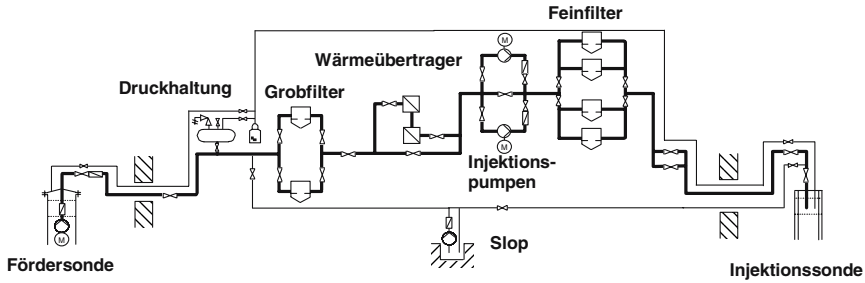 Feinfilter
M
Wärmeübertrager
Druckhaltung
Grobfilter
M
Injektions-
pumpen
M
Slop
Fördersonde
Injektionssonde